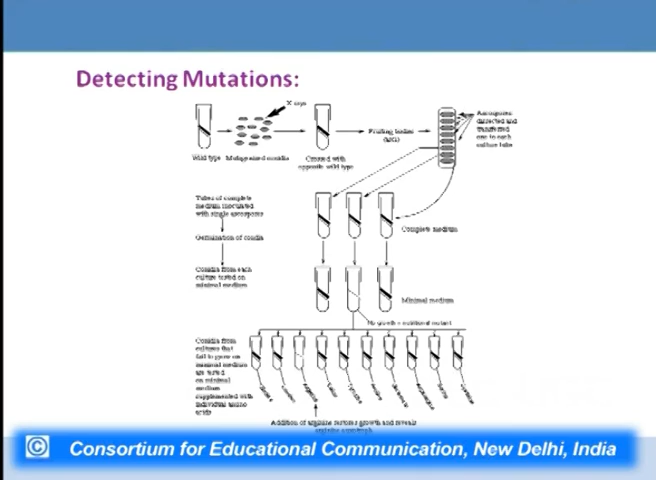 Detecting Mutations:
X rays
Wild type
Mutagenized conidia
Crossed with
opposite wild type
Fruiting bodies
Ascospores
dissected and
transferred
one to each
culture tube
Tubes of complete
medium inoculated
with single ascospores
Complete medium
Germination of conidia
Conidia from each
culture tested on
minimal medium
Minimal medium
No growth = nutritional mutant
Conidia from
cultures that
fail to grow on
minimal medium
are tested
on minimal
medium
supplemented with
individual amino
acids
Arginine
Addition of arginine restores growth and reveals
© Consortium for Educational Communication, New Delhi, India